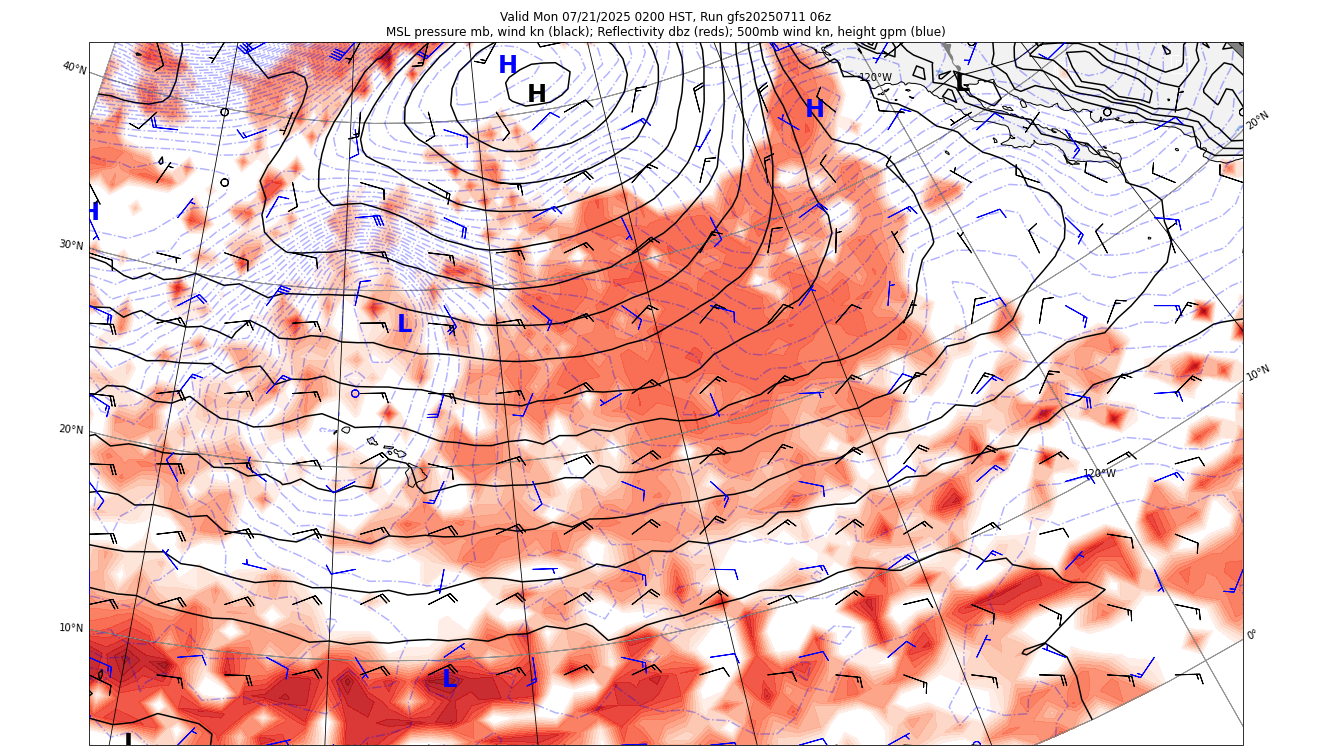 Valid Mon 07/21/2025 0200 HST, Run gfs20250711 06z
MSL pressure mb, wind kn (black); Reflectivity dbz (reds); 500mb wind kn, height gpm (blue)
H
H
120°W
L
H
40°N
20°N
H
30°N
L
10°N
20°N
120°W
10°N
0°
L
L